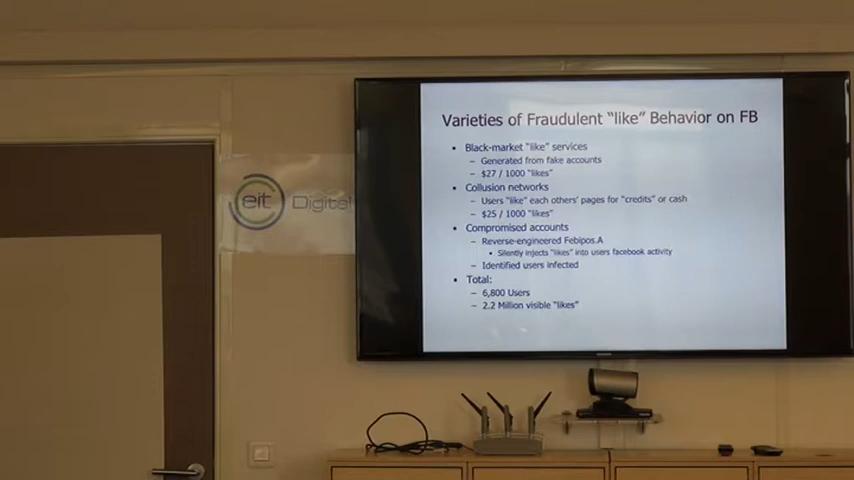 eit Digital
Varieties of Fraudulent "like" Behavior on FB
• Black-market "like" services
– Generated from fake accounts
– $27 / 1000 "likes"
• Collusion networks
– Users "like" each others' pages for "credits" or cash
– $25 / 1000 "likes"
• Compromised accounts
– Reverse-engineered Febipos.A
• Silently injects "likes" into users facebook activity
– Identified users infected
• Total:
– 6,800 Users
– 2.2 Million visible "likes"